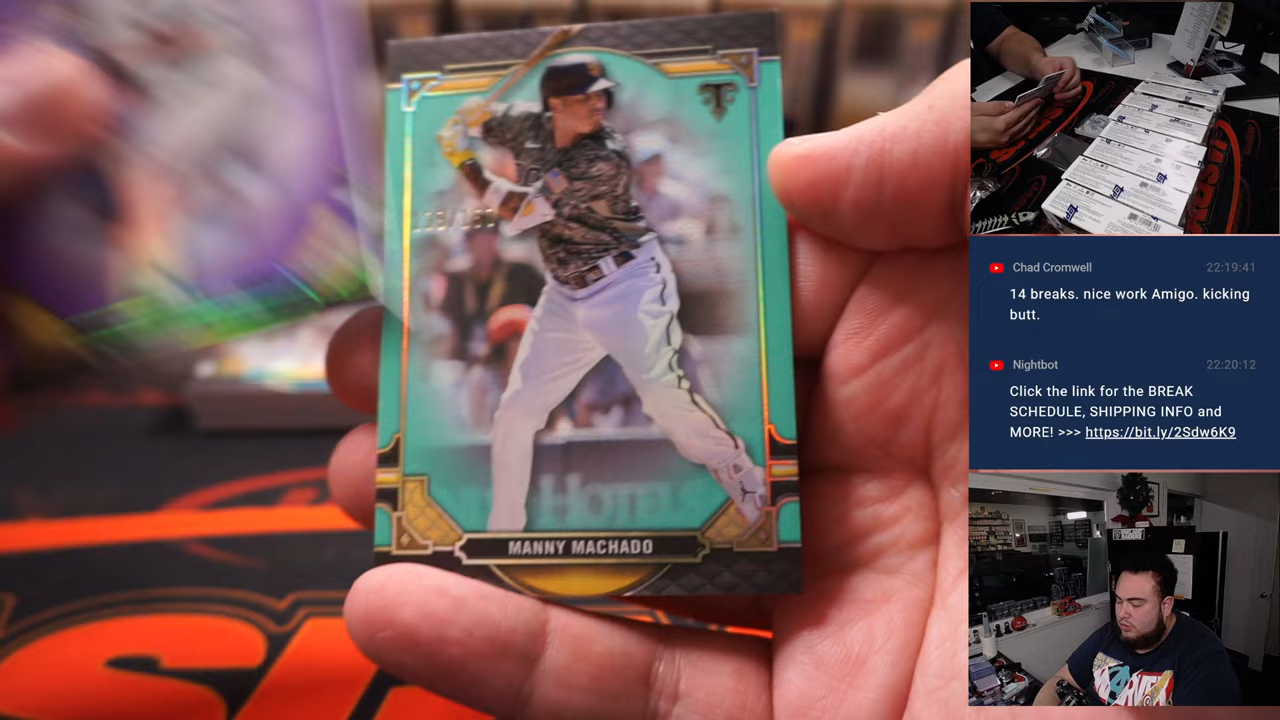 MANNY MACHADO
HOTELS
Chad Cromwell 22:19:41
14 breaks. nice work Amigo. kicking
butt.
Nightbot 22:20:12
Click the link for the BREAK
SCHEDULE, SHIPPING INFO and
MORE! >>> https://bit.ly/2Sdw6K9
MARVEL